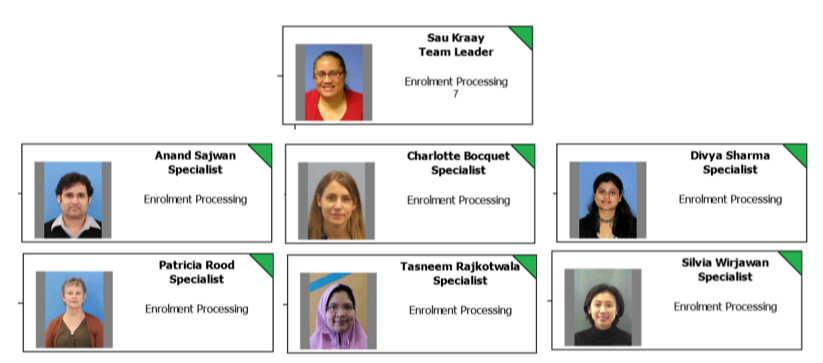 Sau Kraay
Team Leader
Enrolment Processing
7
Anand Sajwan
Specialist
Enrolment Processing
Charlotte Bocquet
Specialist
Enrolment Processing
Divya Sharma
Specialist
Enrolment Processing
Patricia Rood
Specialist
Enrolment Processing
Tasneem Rajkotwala
Specialist
Enrolment Processing
Silvia Wirjawan
Specialist
Enrolment Processing